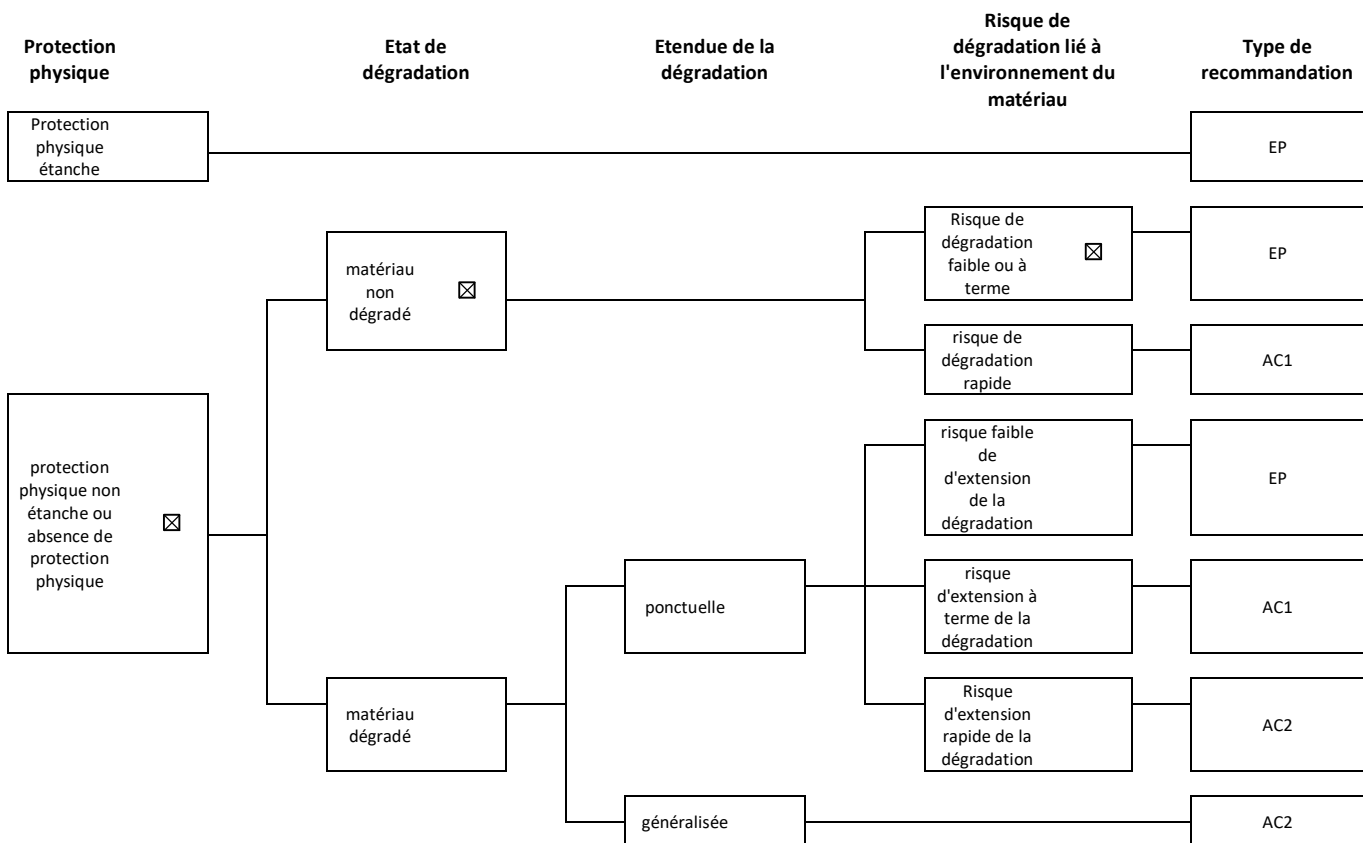 Protection
physique
Etat de
dégradation
Etendue de la
dégradation
Risque de
dégradation lié à
l'environnement du
matériau
Type de
recommandation
Protection
physique
étanche
EP
matériau
non
dégradé
☒
Risque de
dégradation
faible ou à
terme
☒
EP
risque de
dégradation
rapide
AC1
protection
physique non
étanche ou
absence de
protection
physique
☒
risque faible
de
d'extension
de la
dégradation
EP
ponctuelle
risque
d'extension à
terme de la
dégradation
AC1
matériau
dégradé
Risque
d'extension
rapide de la
dégradation
AC2
généralisée
AC2